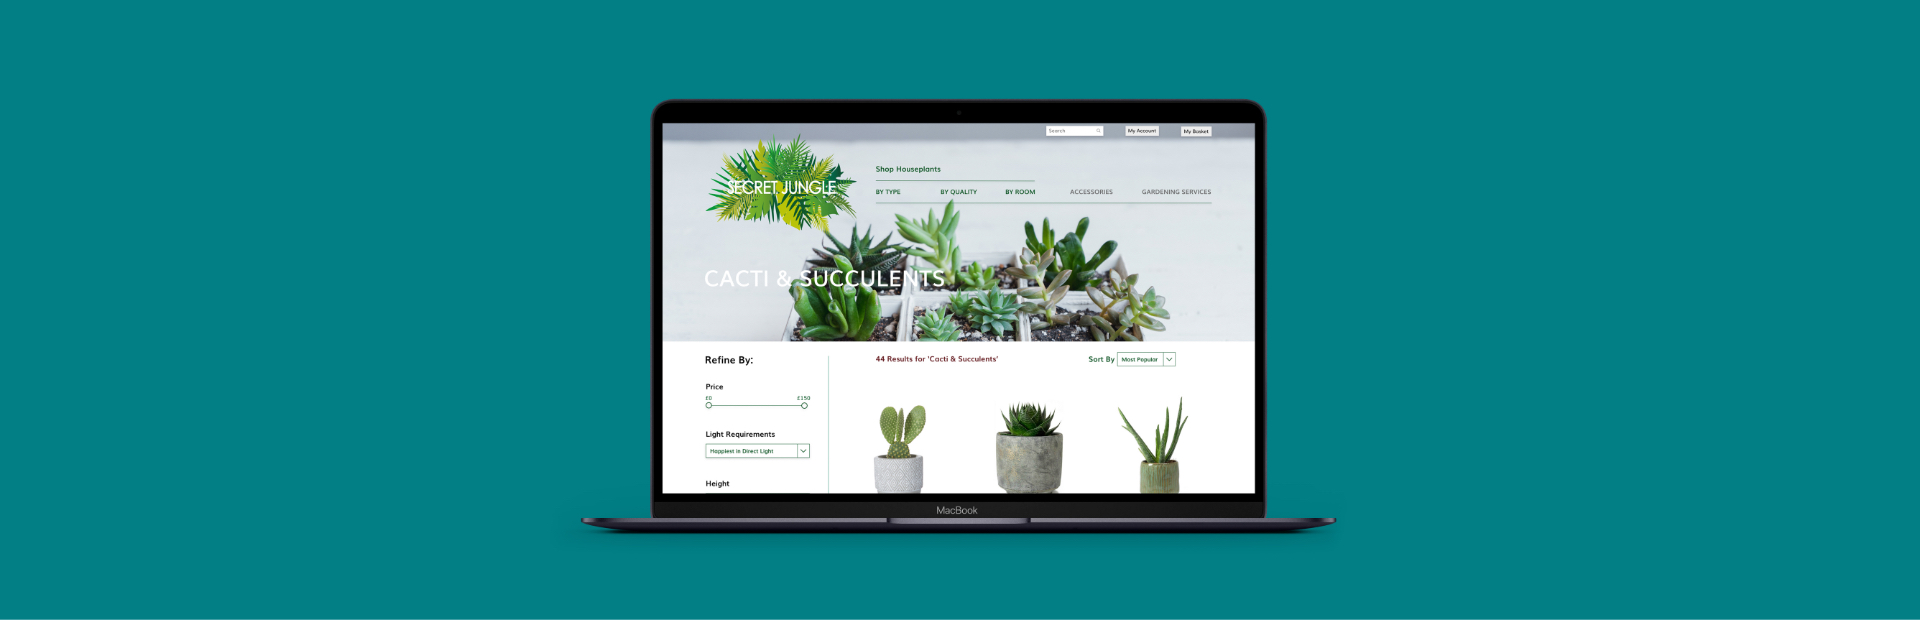 Search
My Account
My Basket
SECRET JUNGLE
Shop Houseplants
BY TYPE
BY QUALITY
BY ROOM
ACCESSORIES
GARDENING SERVICES
CACTI & SUCCULENTS
Refine By:
44 Results for 'Cacti & Succulents'
Sort By
Most Popular
Price
£0
£150
Light Requirements
Happiest in Direct Light
Height
MacBook